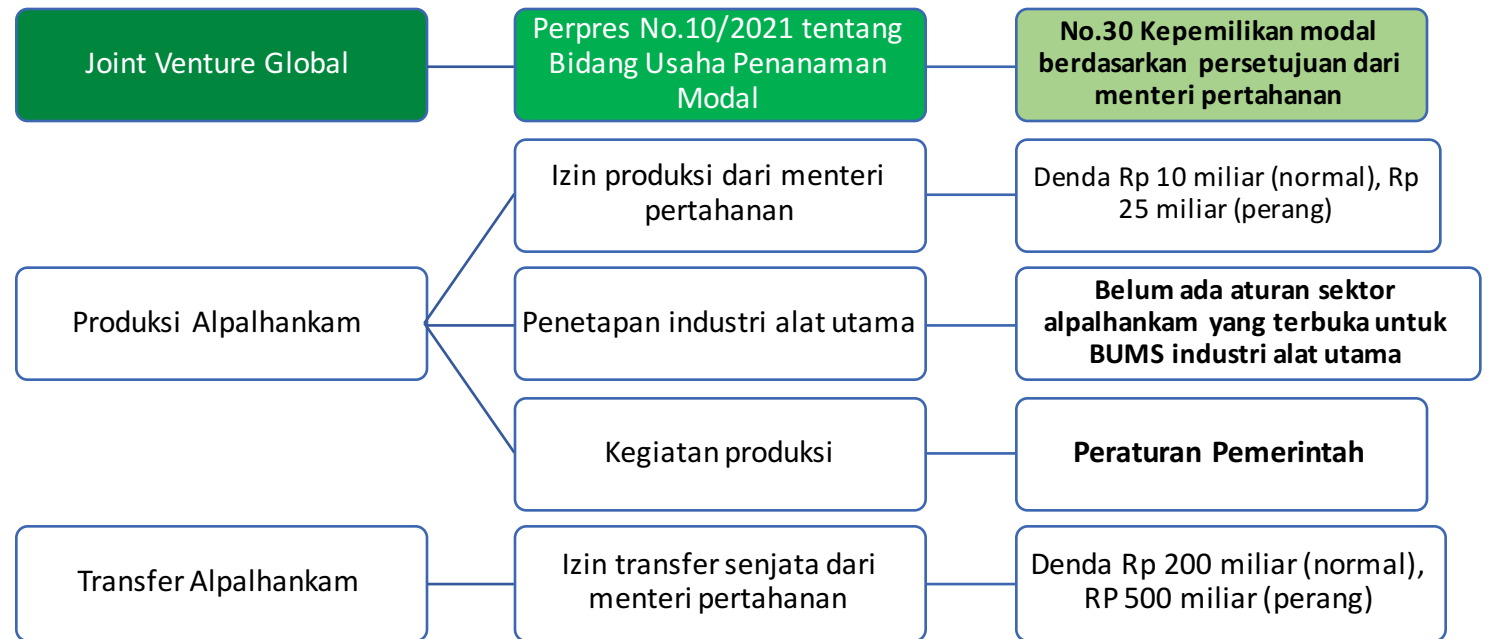 Joint Venture Global
Perpres No.10/2021 tentang
Bidang Usaha Penanaman
Modal
No.30 Kepemilikan modal
berdasarkan persetujuan dari
menteri pertahanan
Izin produksi dari menteri
pertahanan
Denda Rp 10 miliar (normal), Rp
25 miliar (perang)
Produksi Alpalhankam
Penetapan industri alat utama
Belum ada aturan sektor
alpalhankam yang terbuka untuk
BUMS industri alat utama
Kegiatan produksi
Peraturan Pemerintah
Transfer Alpalhankam
Izin transfer senjata dari
menteri pertahanan
Denda Rp 200 miliar (normal),
RP 500 miliar (perang)